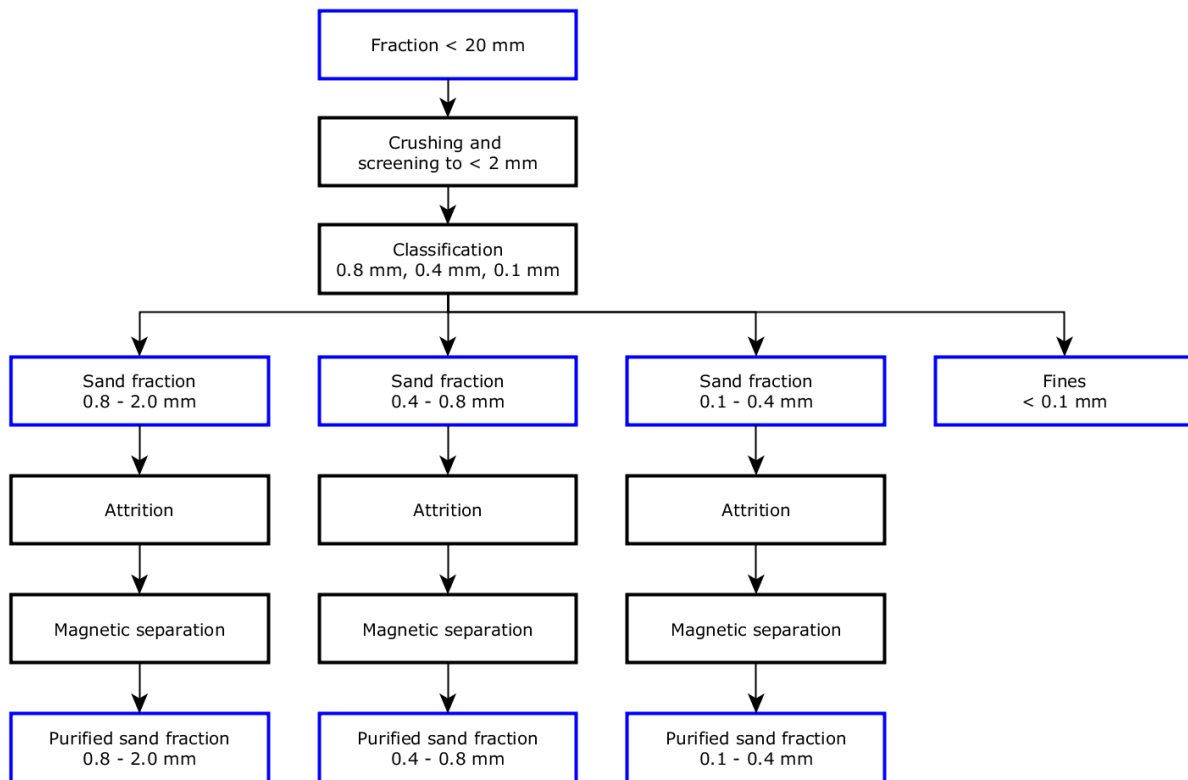 Fraction < 20 mm
Crushing and
screening to < 2 mm
Classification
0.8 mm, 0.4 mm, 0.1 mm
Sand fraction
0.8 - 2.0 mm
Sand fraction
0.4 - 0.8 mm
Sand fraction
0.1 - 0.4 mm
Fines
< 0.1 mm
Attrition
Attrition
Attrition
Magnetic separation
Magnetic separation
Magnetic separation
Purified sand fraction
0.8 - 2.0 mm
Purified sand fraction
0.4 - 0.8 mm
Purified sand fraction
0.1 - 0.4 mm